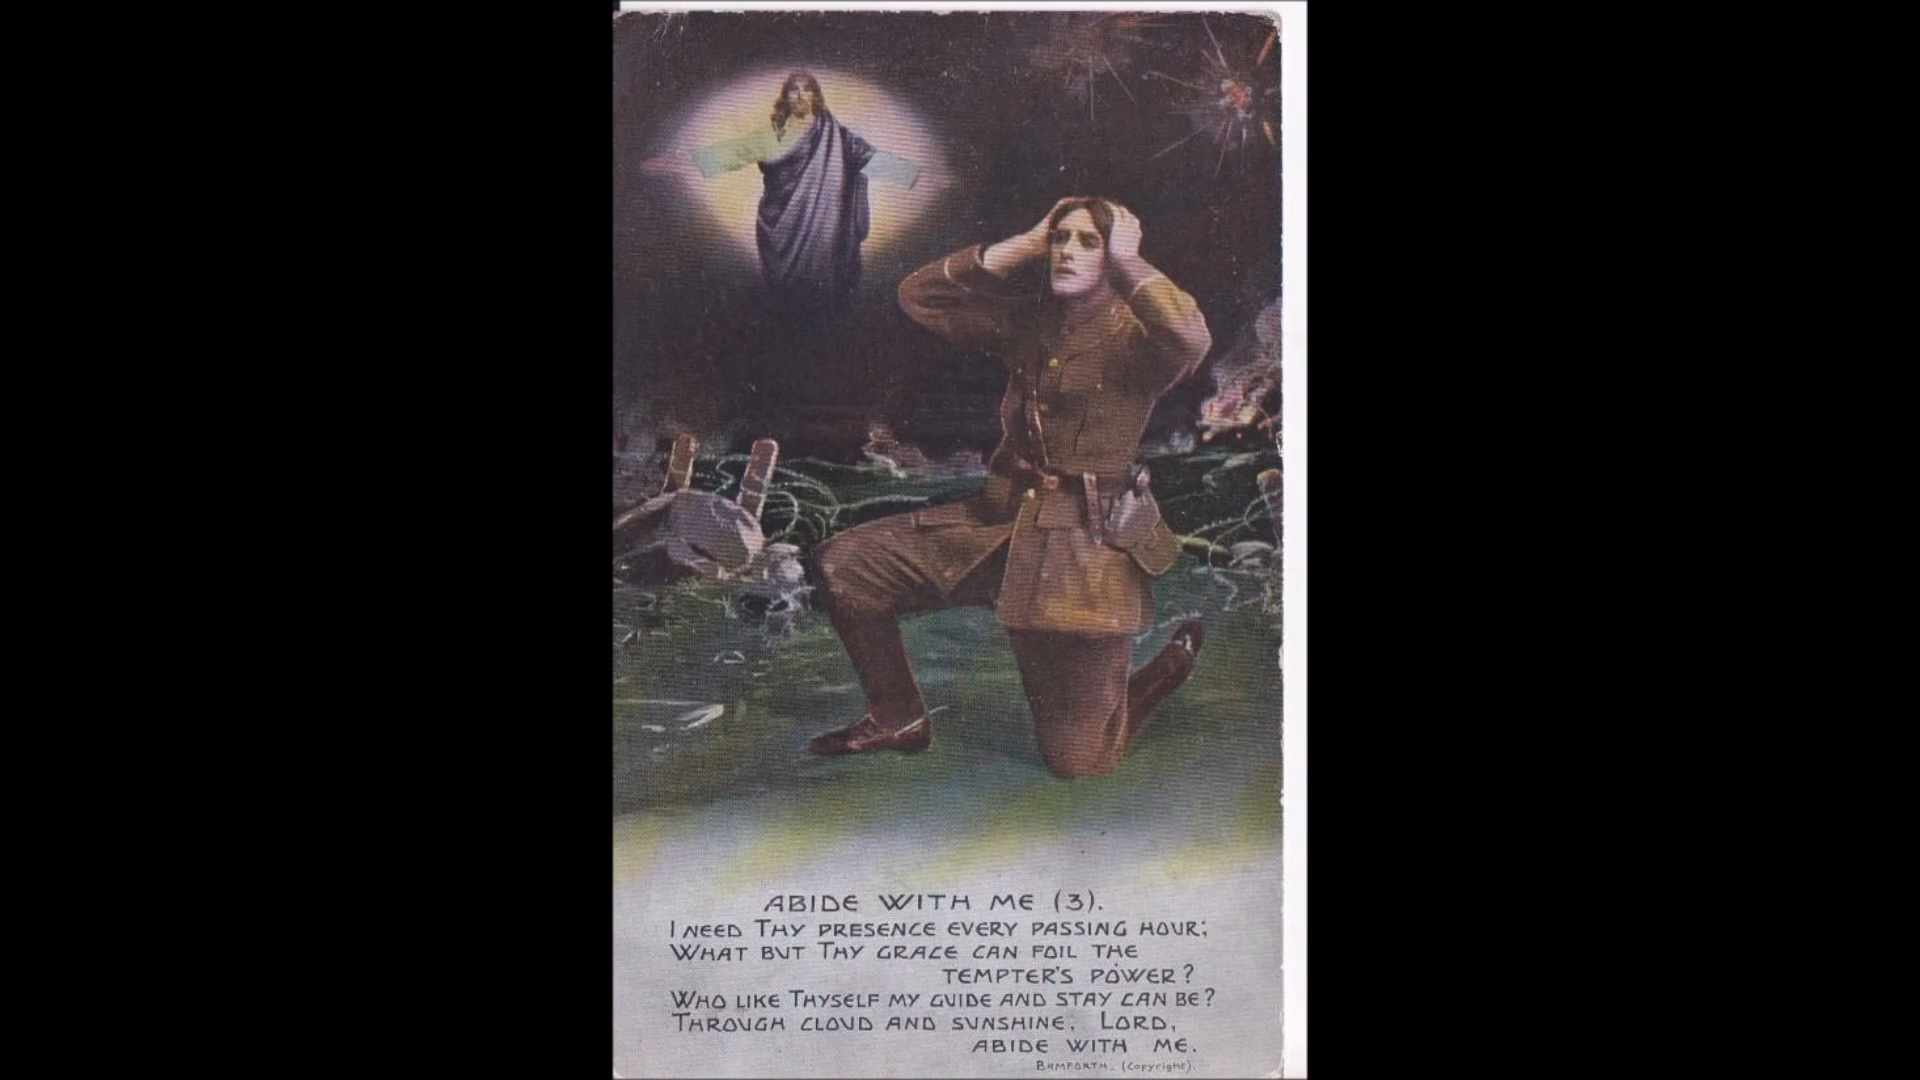 ABIDE WITH ME (3).
I NEED THY PRESENCE EVERY PASSING HOUR;
WHAT BUT THY GRACE CAN FOIL THE
TEMPTER'S POWER?
WHO LIKE THYSELF MY GUIDE AND STAY CAN BE?
THROUGH CLOUD AND SUNSHINE, LORD,
ABIDE WITH ME.
BAMFORTH. (Copyright).